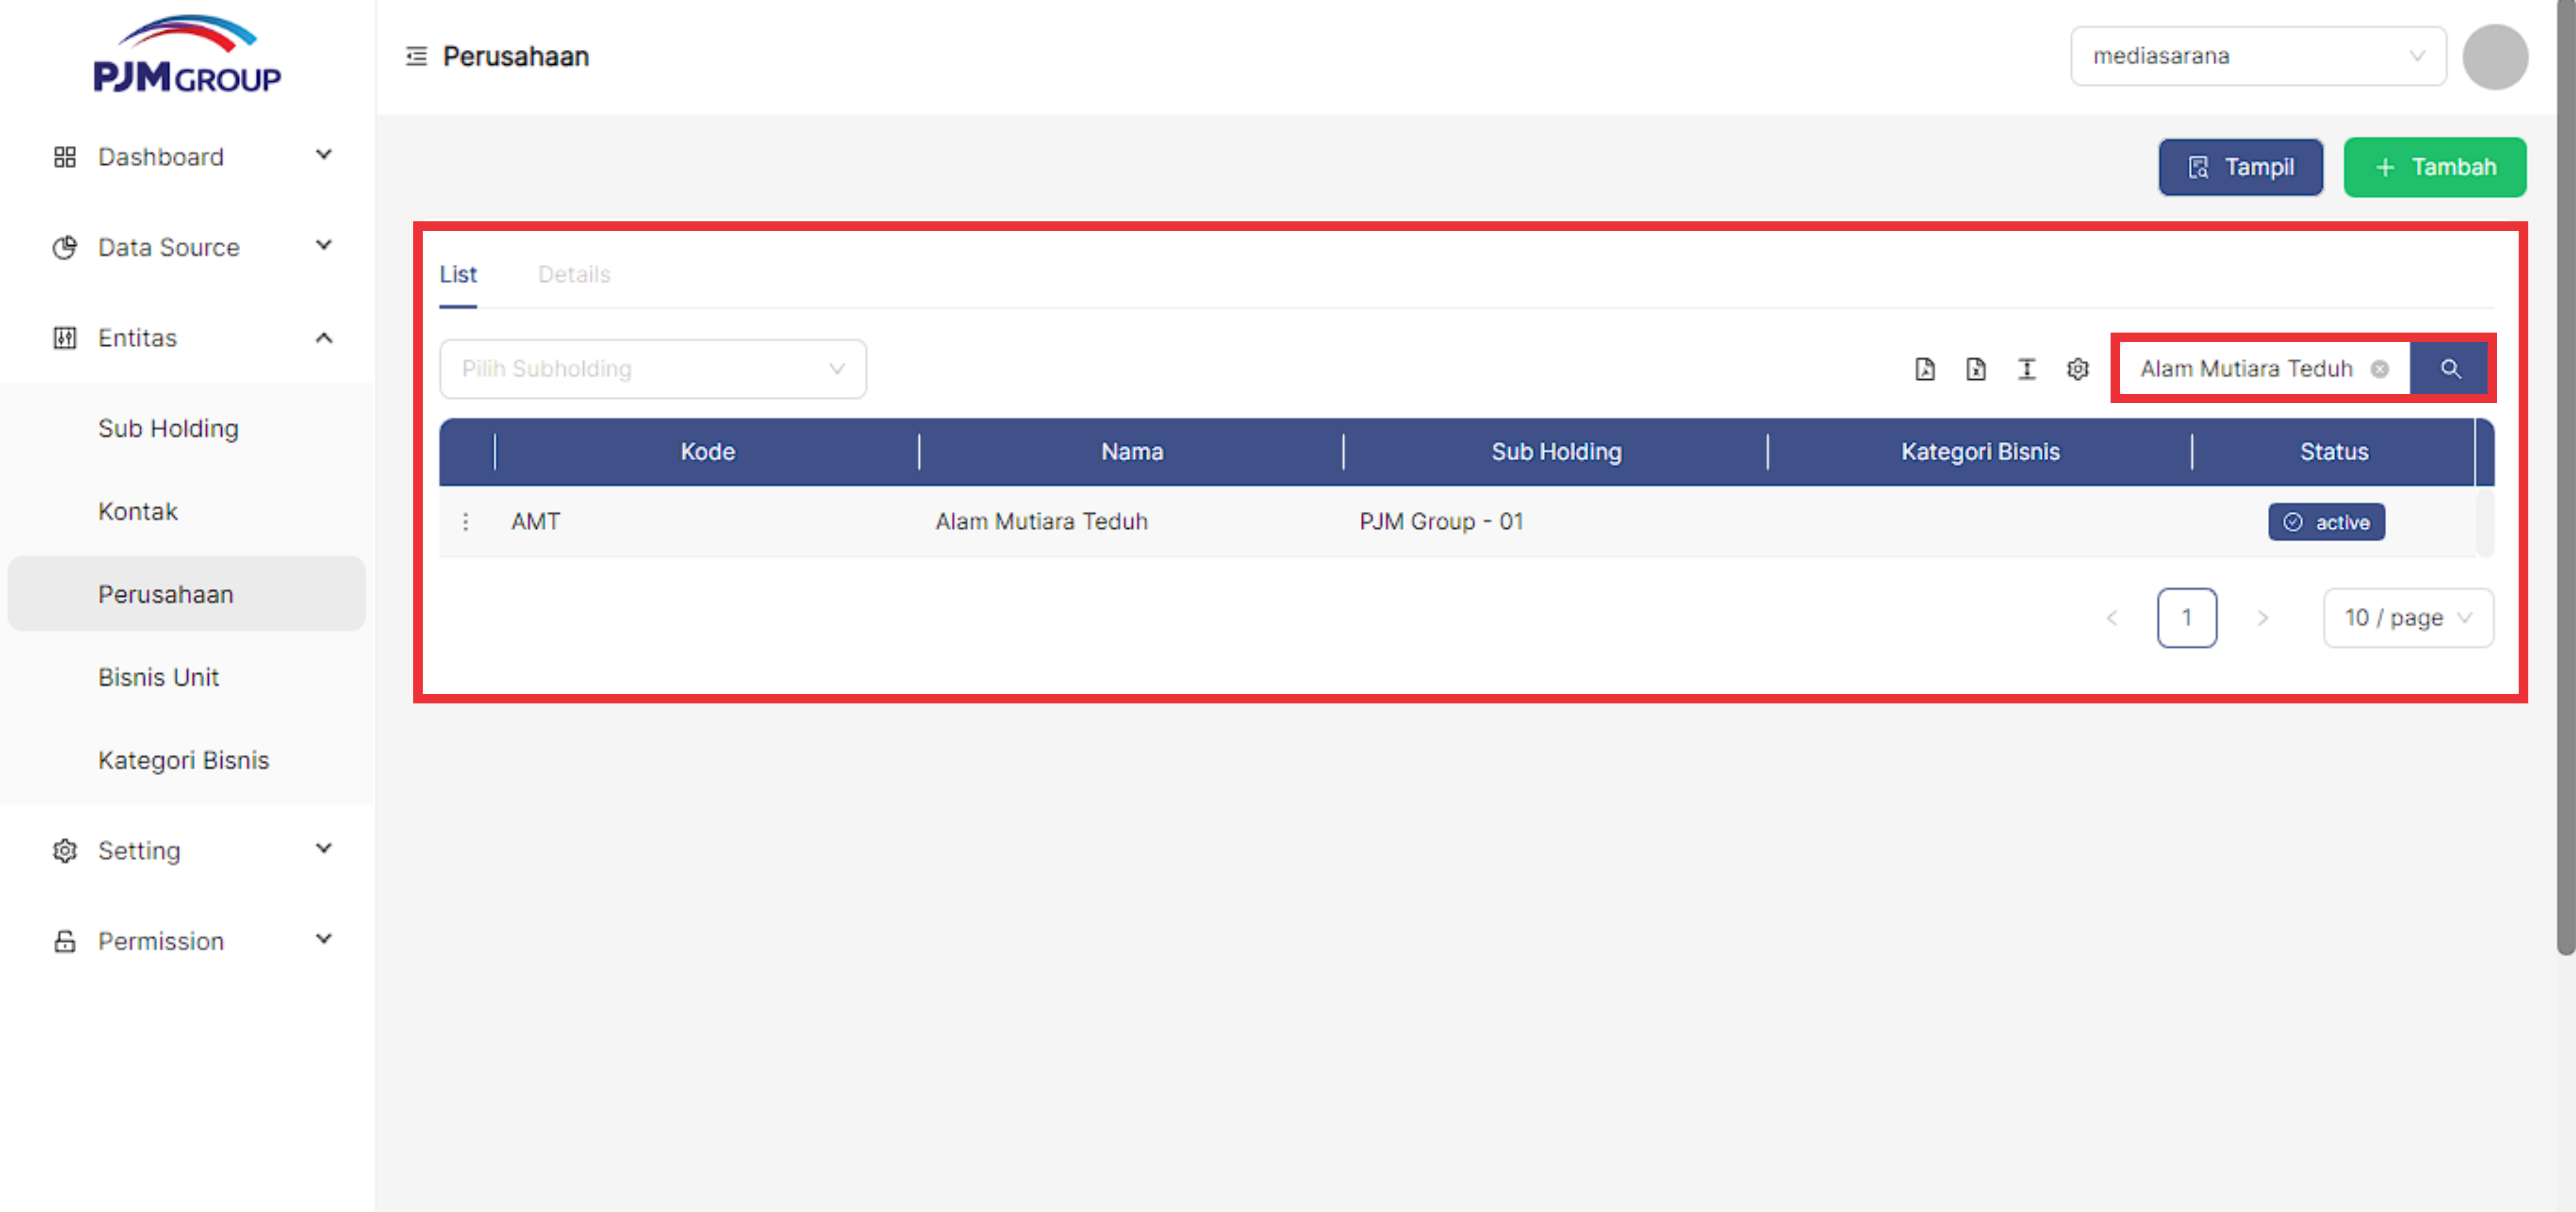 PJM GROUP
Perusahaan
mediasarana
Dashboard
Data Source
Entitas
Sub Holding
Kontak
Perusahaan
Bisnis Unit
Kategori Bisnis
Setting
Permission
Tampil
+ Tambah
List Details
Pilih Subholding
Alam Mutiara Teduh
Kode Nama Sub Holding Kategori Bisnis Status
AMT Alam Mutiara Teduh PJM Group - 01 active
< 1 > 10 / page